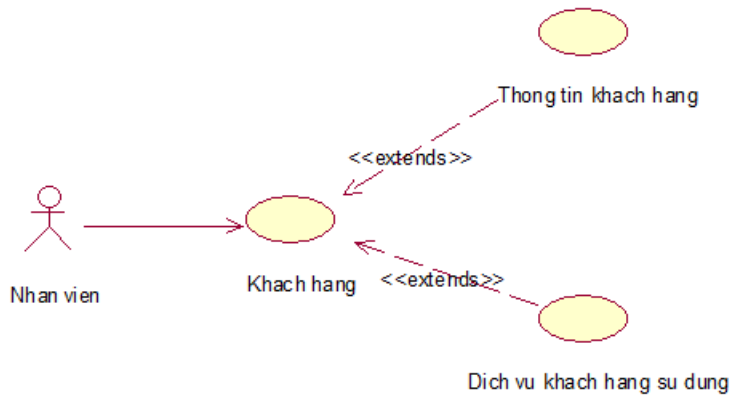 Thong tin khach hang
<<extends>>
Khach hang
<<extends>>
Nhan vien
Dich vu khach hang su dung